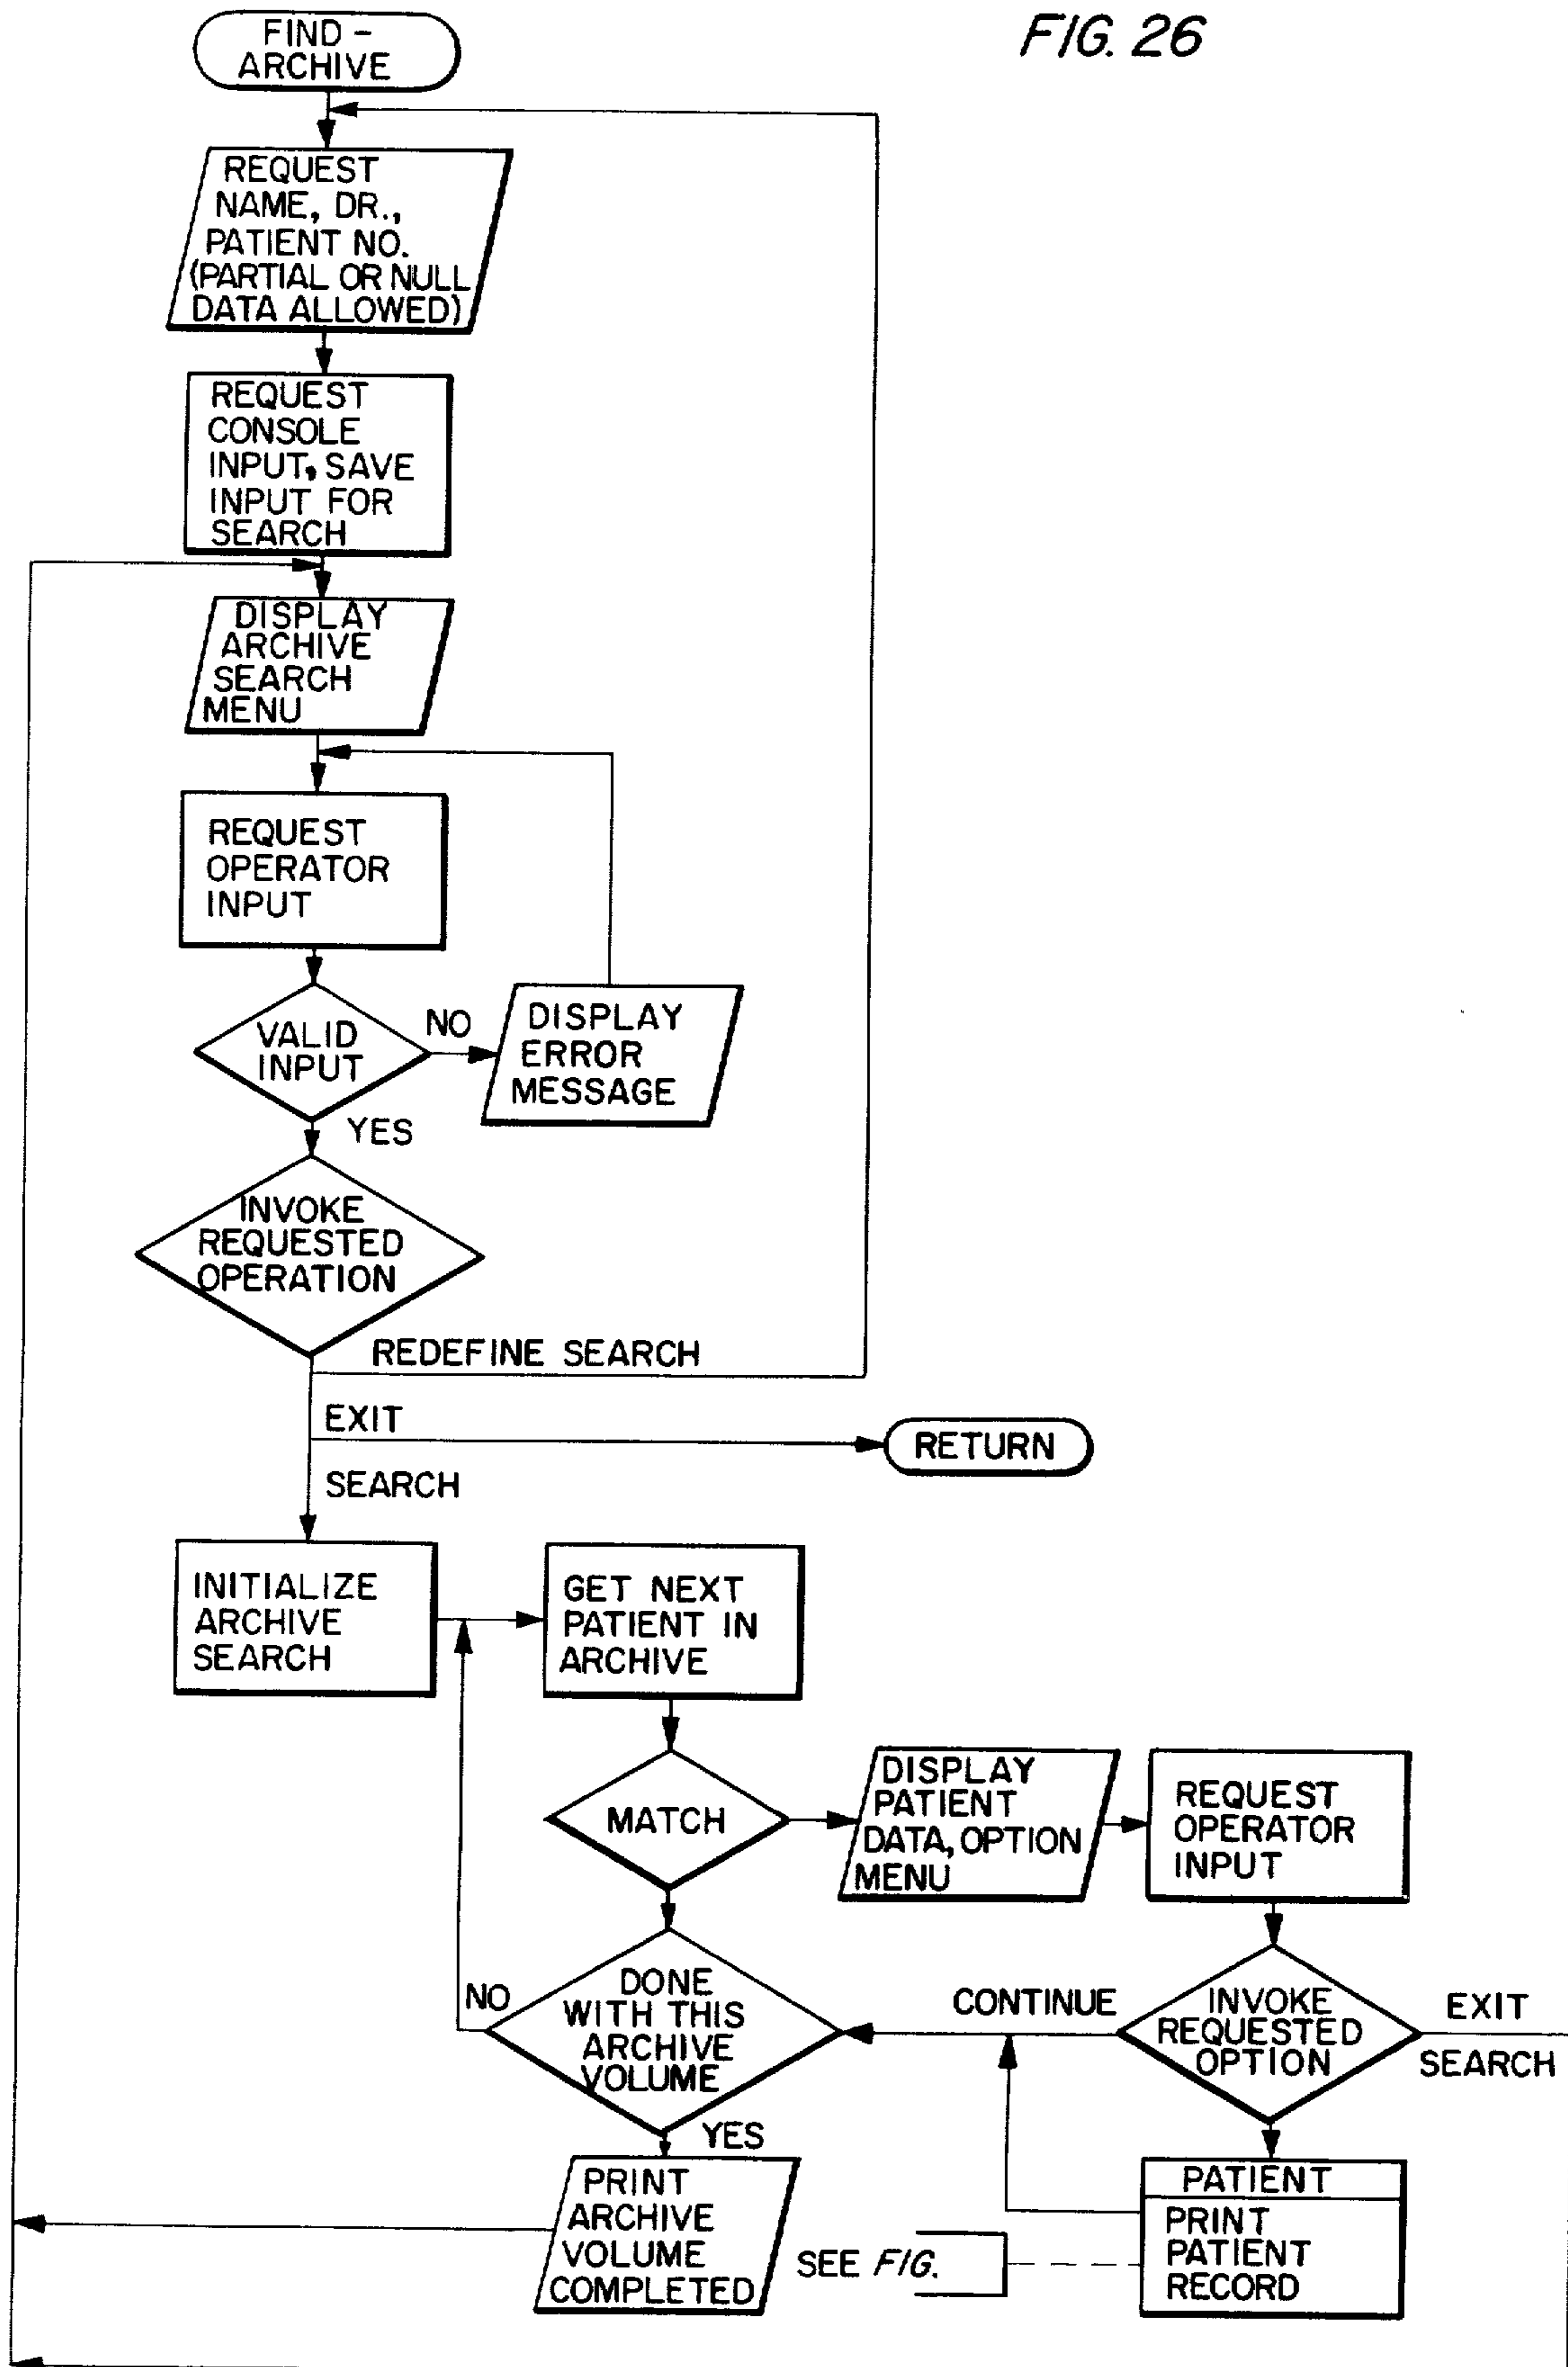 FIG. 26
FIND -
ARCHIVE
REQUEST
NAME, DR.,
PATIENT NO.
(PARTIAL OR NULL
DATA ALLOWED)
REQUEST
CONSOLE
INPUT, SAVE
INPUT FOR
SEARCH
DISPLAY
ARCHIVE
SEARCH
MENU
REQUEST
OPERATOR
INPUT
VALID
INPUT
NO
DISPLAY
ERROR
MESSAGE
YES
INVOKE
REQUESTED
OPERATION
REDEFINE SEARCH
EXIT
RETURN
SEARCH
INITIALIZE
ARCHIVE
SEARCH
GET NEXT
PATIENT IN
ARCHIVE
MATCH
DISPLAY
PATIENT
DATA, OPTION
MENU
REQUEST
OPERATOR
INPUT
NO
DONE
WITH THIS
ARCHIVE
VOLUME
CONTINUE
INVOKE
REQUESTED
OPTION
EXIT
SEARCH
YES
PRINT
ARCHIVE
VOLUME
COMPLETED
SEE FIG.
PATIENT
PRINT
PATIENT
RECORD